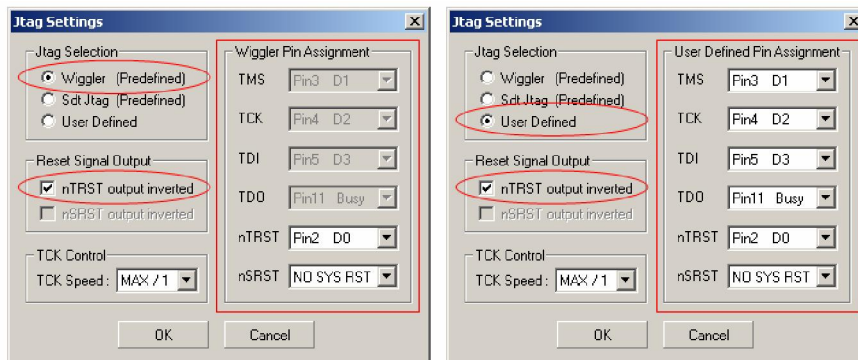 Jtag Settings
Jtag Selection
Wiggler (Predefined)
Sdt Jtag (Predefined)
User Defined
Reset Signal Output
nTRST output inverted
nSRST output inverted
TCK Control
TCK Speed : MAX / 1
Wiggler Pin Assignment
TMS Pin3 D1
TCK Pin4 D2
TDI Pin5 D3
TDO Pin11 Busy
nTRST Pin2 D0
nSRST NO SYS RST
OK Cancel
Jtag Settings
Jtag Selection
Wiggler (Predefined)
Sdt Jtag (Predefined)
User Defined
Reset Signal Output
nTRST output inverted
nSRST output inverted
TCK Control
TCK Speed : MAX / 1
User Defined Pin Assignment
TMS Pin3 D1
TCK Pin4 D2
TDI Pin5 D3
TDO Pin11 Busy
nTRST Pin2 D0
nSRST NO SYS RST
OK Cancel